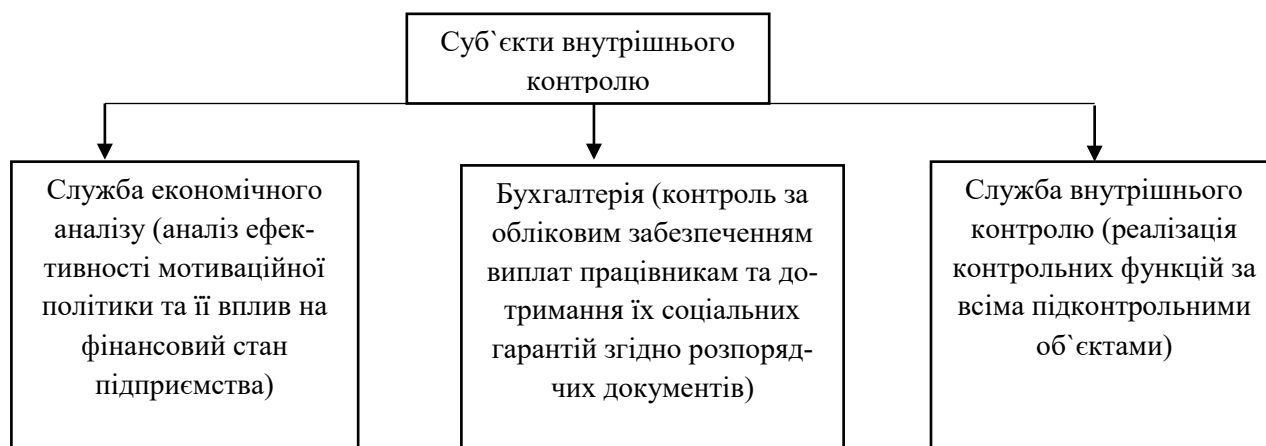 Суб`єкти внутрішнього
контролю
Служба економічного
аналізу (аналіз ефек-
тивності мотиваційної
політики та її вплив на
фінансовий стан
підприємства)
Бухгалтерія (контроль за
обліковим забезпеченням
виплат працівникам та до-
тримання їх соціальних
гарантій згідно розпоряд-
чих документів)
Служба внутрішнього
контролю (реалізація
контрольних функцій за
всіма підконтрольними
об`єктами)